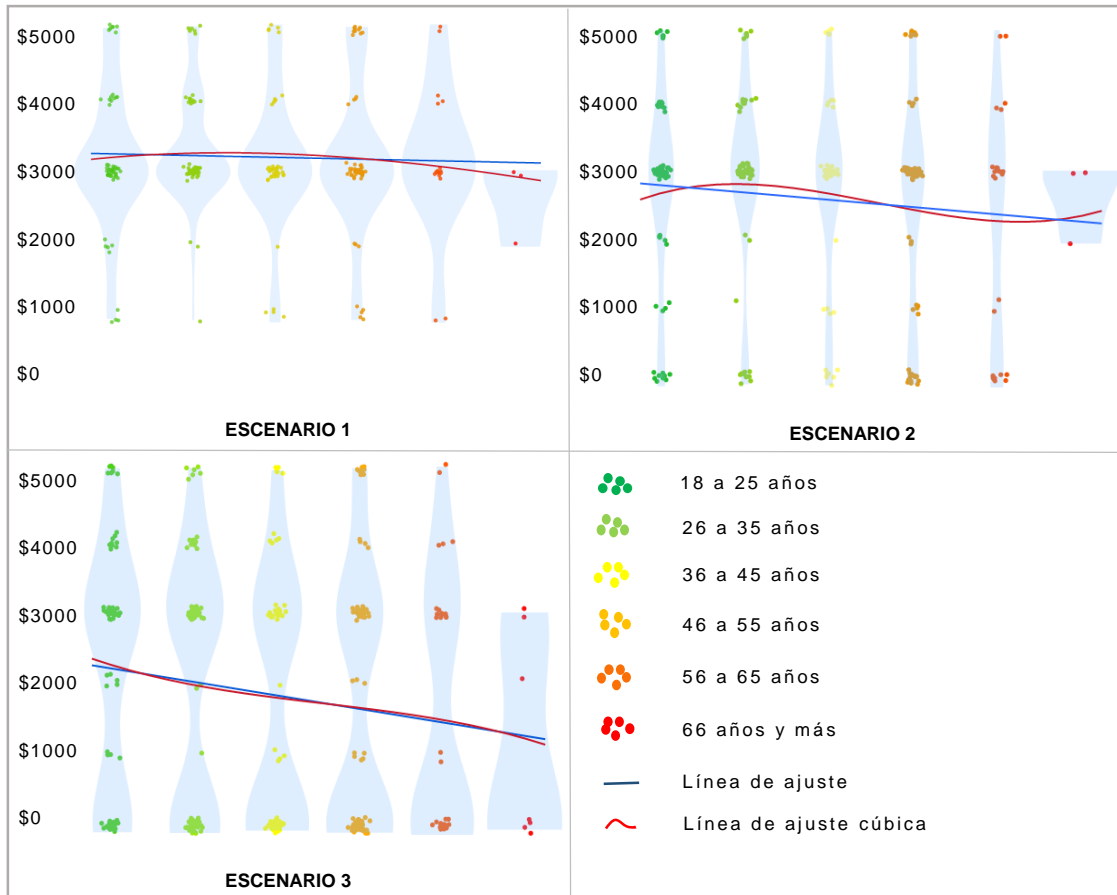 $5000
$4000
$3000
$2000
$1000
$0
ESCENARIO 1
$5000
$4000
$3000
$2000
$1000
$0
ESCENARIO 2
$5000
$4000
$3000
$2000
$1000
$0
ESCENARIO 3
18 a 25 años
26 a 35 años
36 a 45 años
46 a 55 años
56 a 65 años
66 años y más
Línea de ajuste
Línea de ajuste cúbica